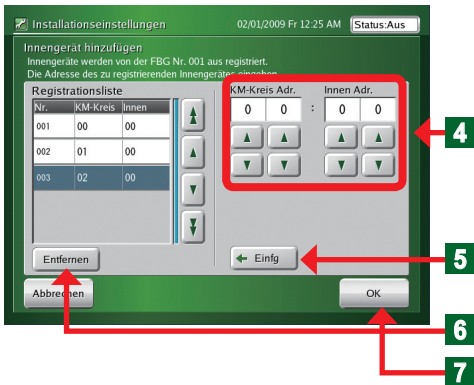 Installationseinstellungen 02/01/2009 Fr 12:25 AM Status:Aus
Innengerät hinzufügen
Innengeräte werden von der FBG Nr. 001 aus registriert.
Die Adresse des zu registrierenden Innengerätes eingeben.
Registrationsliste
Nr. KM-Kreis Innen
001 00 00
002 01 00
003 02 00
KM-Kreis Adr. Innen Adr.
0 0 : 0 0
4
Entfernen
Einfg
5
Abbrechen
OK
6
7